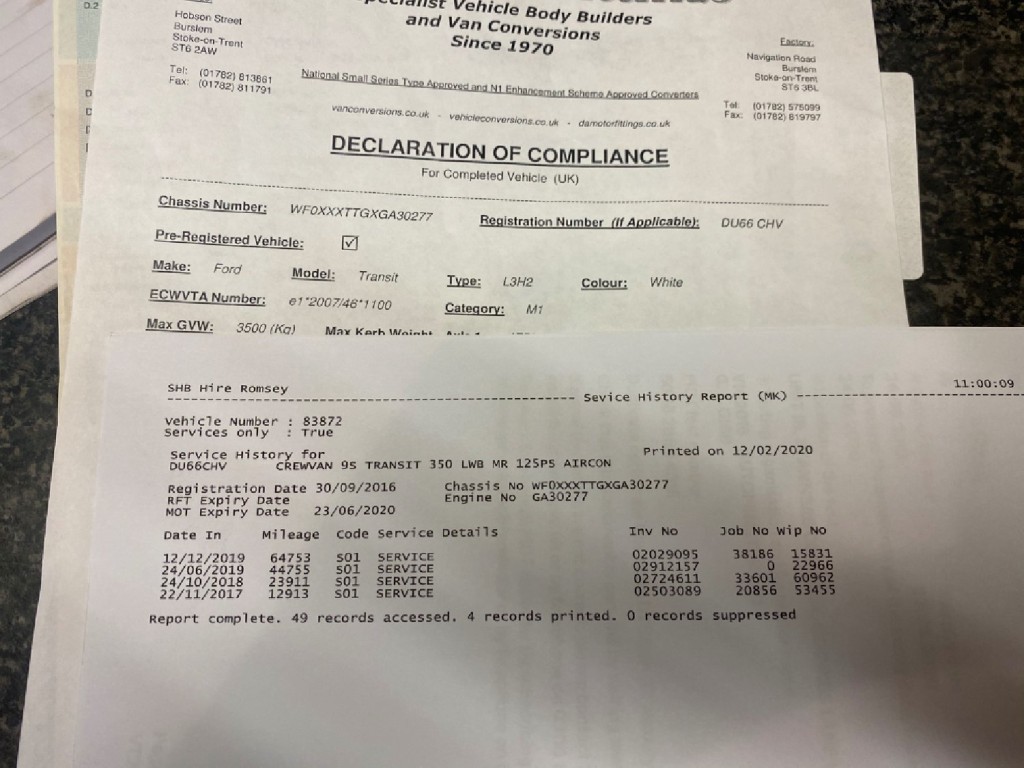 D.2
Specialist Vehicle Body Builders
and Van Conversions
Since 1970
Hobson Street
Burslem
Stoke-on-Trent
ST6 2AW
Tel: (01782) 813861
Fax: (01782) 811791
Factory.
Navigation Road
Burslem
Stoke-on-Trent
ST6 3BL
Tel: (01782) 575099
Fax: (01782) 819797
National Small Series Type Approved and N1 Enhancement Scheme Approved Converters
vanconversions.co.uk - vehicleconversions.co.uk - damotorfittings.co.uk
DECLARATION OF COMPLIANCE
For Completed Vehicle (UK)
Chassis Number: WF0XXXTTGXGA30277 Registration Number (If Applicable): DU66 CHV
Pre-Registered Vehicle: ☑
Make: Ford Model: Transit Type: L3H2 Colour: White
ECWVTA Number: e1*2007/46*1100 Category: M1
Max GVW: 3500 (Kg) Max Kerb Weight
SHB Hire Romsey 11:00:09
Sevice History Report (MK)
Vehicle Number : 83872
Services only : True
Service History for Printed on 12/02/2020
DU66CHV CREWVAN 9S TRANSIT 350 LWB MR 125PS AIRCON
Registration Date 30/09/2016 Chassis No WF0XXXTTGXGA30277
RFT Expiry Date Engine No GA30277
MOT Expiry Date 23/06/2020
Date In Mileage Code Service Details Inv No Job No Wip No
12/12/2019 64753 S01 SERVICE 02029095 38186 15831
24/06/2019 44755 S01 SERVICE 02912157 0 22966
24/10/2018 23911 S01 SERVICE 02724611 33601 60962
22/11/2017 12913 S01 SERVICE 02503089 20856 53455
Report complete. 49 records accessed. 4 records printed. 0 records suppressed